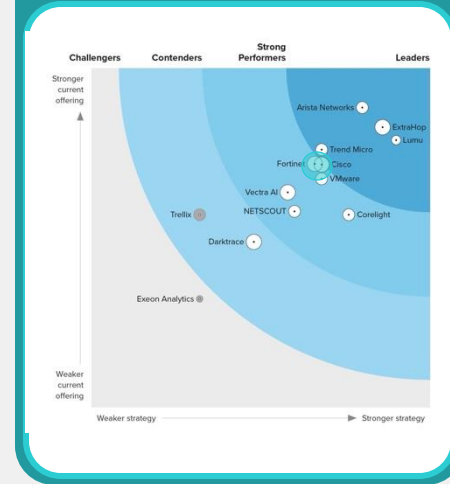 Strong
Challengers Contenders Performers Leaders
Stronger
current
offering
Arista Networks
ExtraHop
Lumu
Trend Micro
Fortinet Cisco
VMware
Vectra AI
NETSCOUT
Trellix
Corelight
Darktrace
Exeon Analytics
Weaker
current
offering
Weaker strategy Stronger strategy